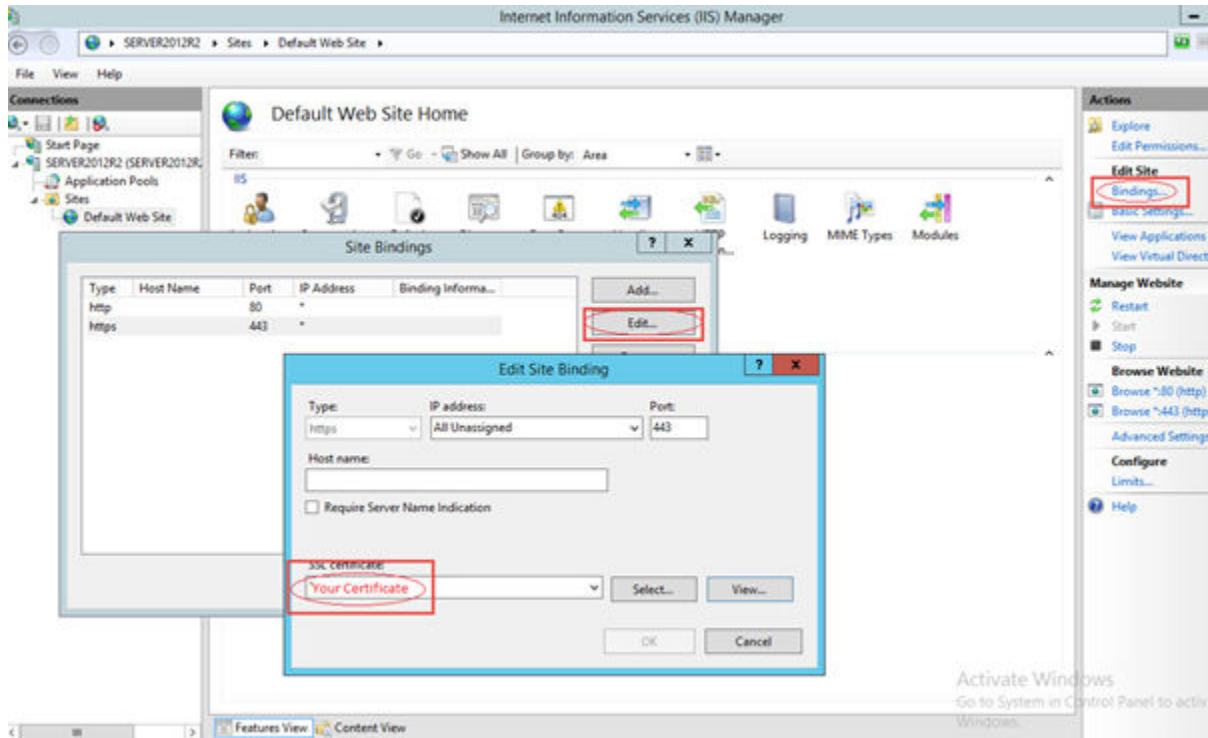 Internet Information Services (IIS) Manager
SERVER2012R2 Sites Default Web Site
File View Help
Connections
Start Page
SERVER2012R2 (SERVER2012R
Application Pools
Sites
Default Web Site
Default Web Site Home
Filter: Go Show All Group by: Area
IIS
Logging MIME Types Modules
Actions
Explore
Edit Permissions...
Edit Site
Bindings...
Basic Settings...
View Applications
View Virtual Direct
Manage Website
Restart
Start
Stop
Browse Website
Browse *:80 (http)
Browse *:443 (http
Advanced Settings
Configure
Limits...
Help
Site Bindings
Type Host Name Port IP Address Binding Informa...
http 80 *
https 443 *
Add...
Edit...
Edit Site Binding
Type: IP address: Port:
https All Unassigned 443
Host name:
Require Server Name Indication
SSL certificate:
Your Certificate Select... View...
OK Cancel
Activate Windows
Go to System in Control Panel to activ
Windows.
Features View Content View